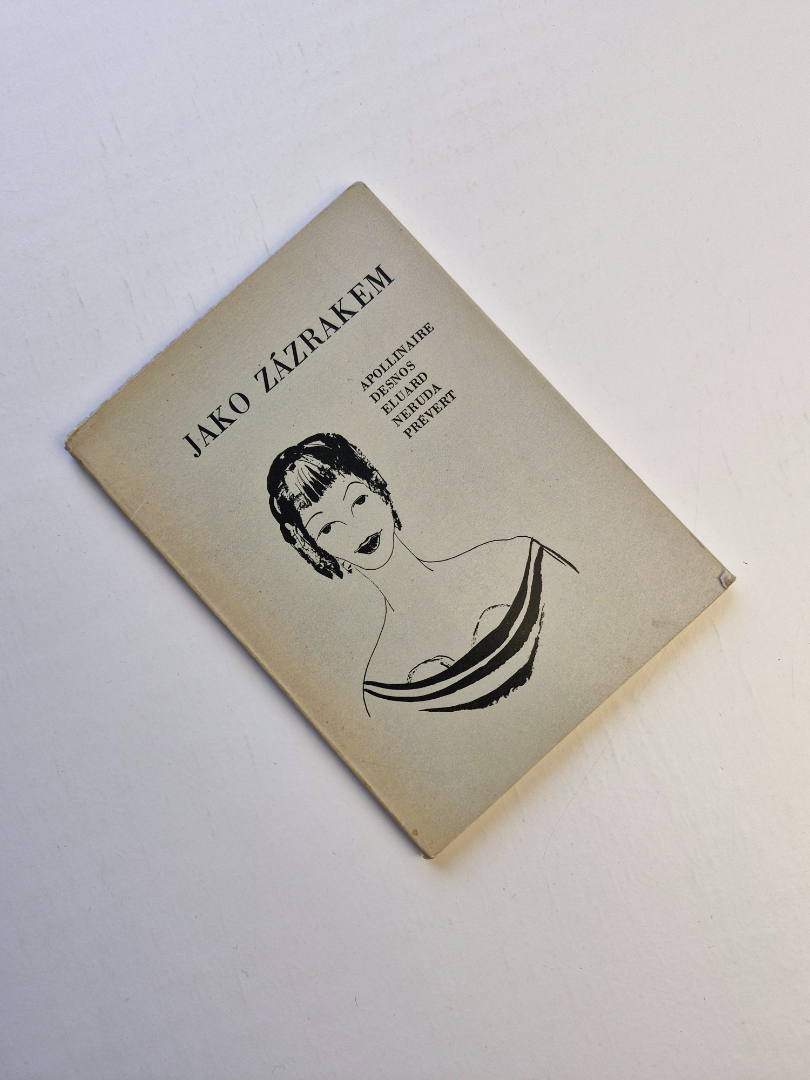 JAKO ZÁZRAKEM
APOLLINAIRE
DESNOS
ELUARD
NERUDA
PRÉVERT